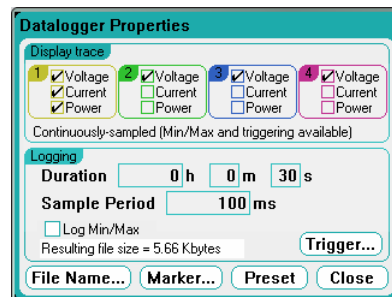 Datalogger Properties
Display trace
1 Voltage 2 Voltage 3 Voltage 4 Voltage
Current Current Current Current
Power Power Power Power
Continuously-sampled (Min/Max and triggering available)
Logging
Duration 0 h 0 m 30 s
Sample Period 100 ms
Log Min/Max
Resulting file size = 5.66 Kbytes
Trigger...
File Name... Marker... Preset Close